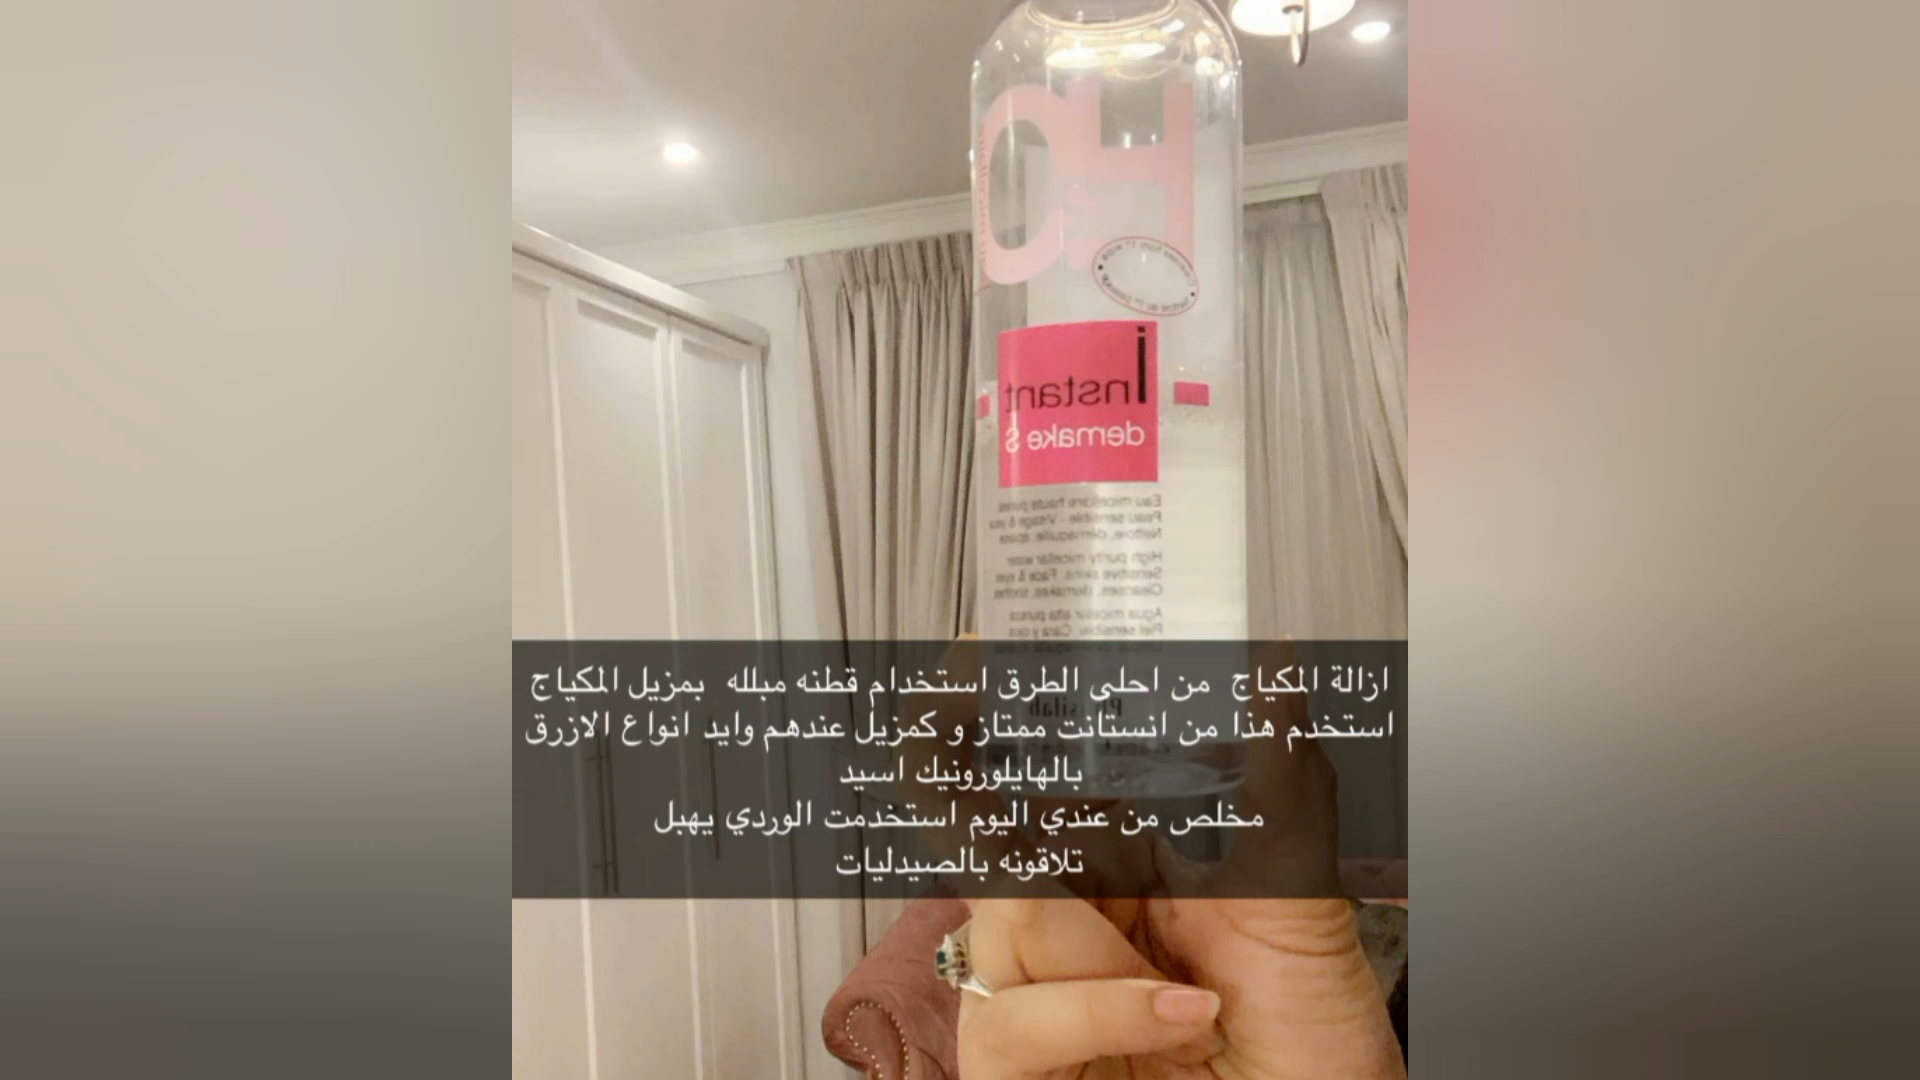 H2O
instant
demake S
Eau micellaire haute pureté
Peau sensible - Visage &
Nettoie, démaquille, apaise
High purity micellar water
Sensitive skins. Face & eyes
Cleanses, demakes, soothes
Agua micelar alta pureza
Piel sensible. Cara y ojos
ازالة المكياج من احلى الطرق استخدام قطنه مبلله بمزيل المكياج
استخدم هذا من انستانت ممتاز و كمزيل عندهم وايد انواع الازرق
بالهايلورونيك اسيد
مخلص من عندي اليوم استخدمت الوردي يهبل
تلاقونه بالصيدليات